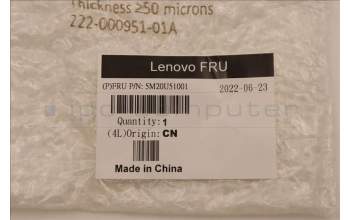 Thickness ≥50 microns
222-000951-01A
Lenovo FRU
(P)FRU P/N: 5M20U51001
2022-06-23
Quantity: 1
(4L)Origin: CN
Made in China